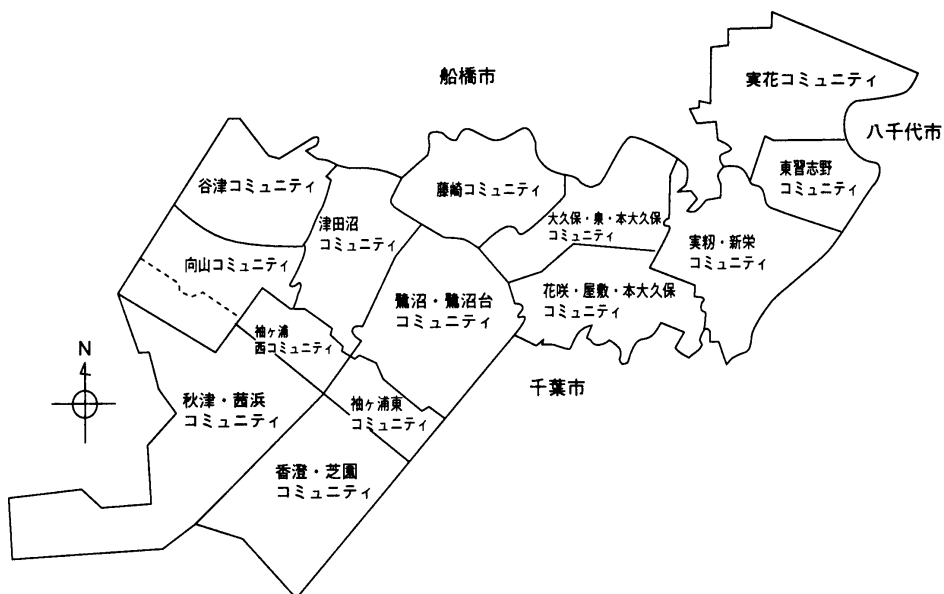 船橋市
実花コミュニティ
八千代市
東習志野
コミュニティ
谷津コミュニティ
藤崎コミュニティ
津田沼
コミュニティ
大久保・泉・本大久保
コミュニティ
実籾・新栄
コミュニティ
向山コミュニティ
花咲・屋敷・本大久保
コミュニティ
鷺沼・鷺沼台
コミュニティ
袖ヶ浦
西コミュニティ
N
千葉市
秋津・茜浜
コミュニティ
袖ヶ浦東
コミュニティ
香澄・芝園
コミュニティ